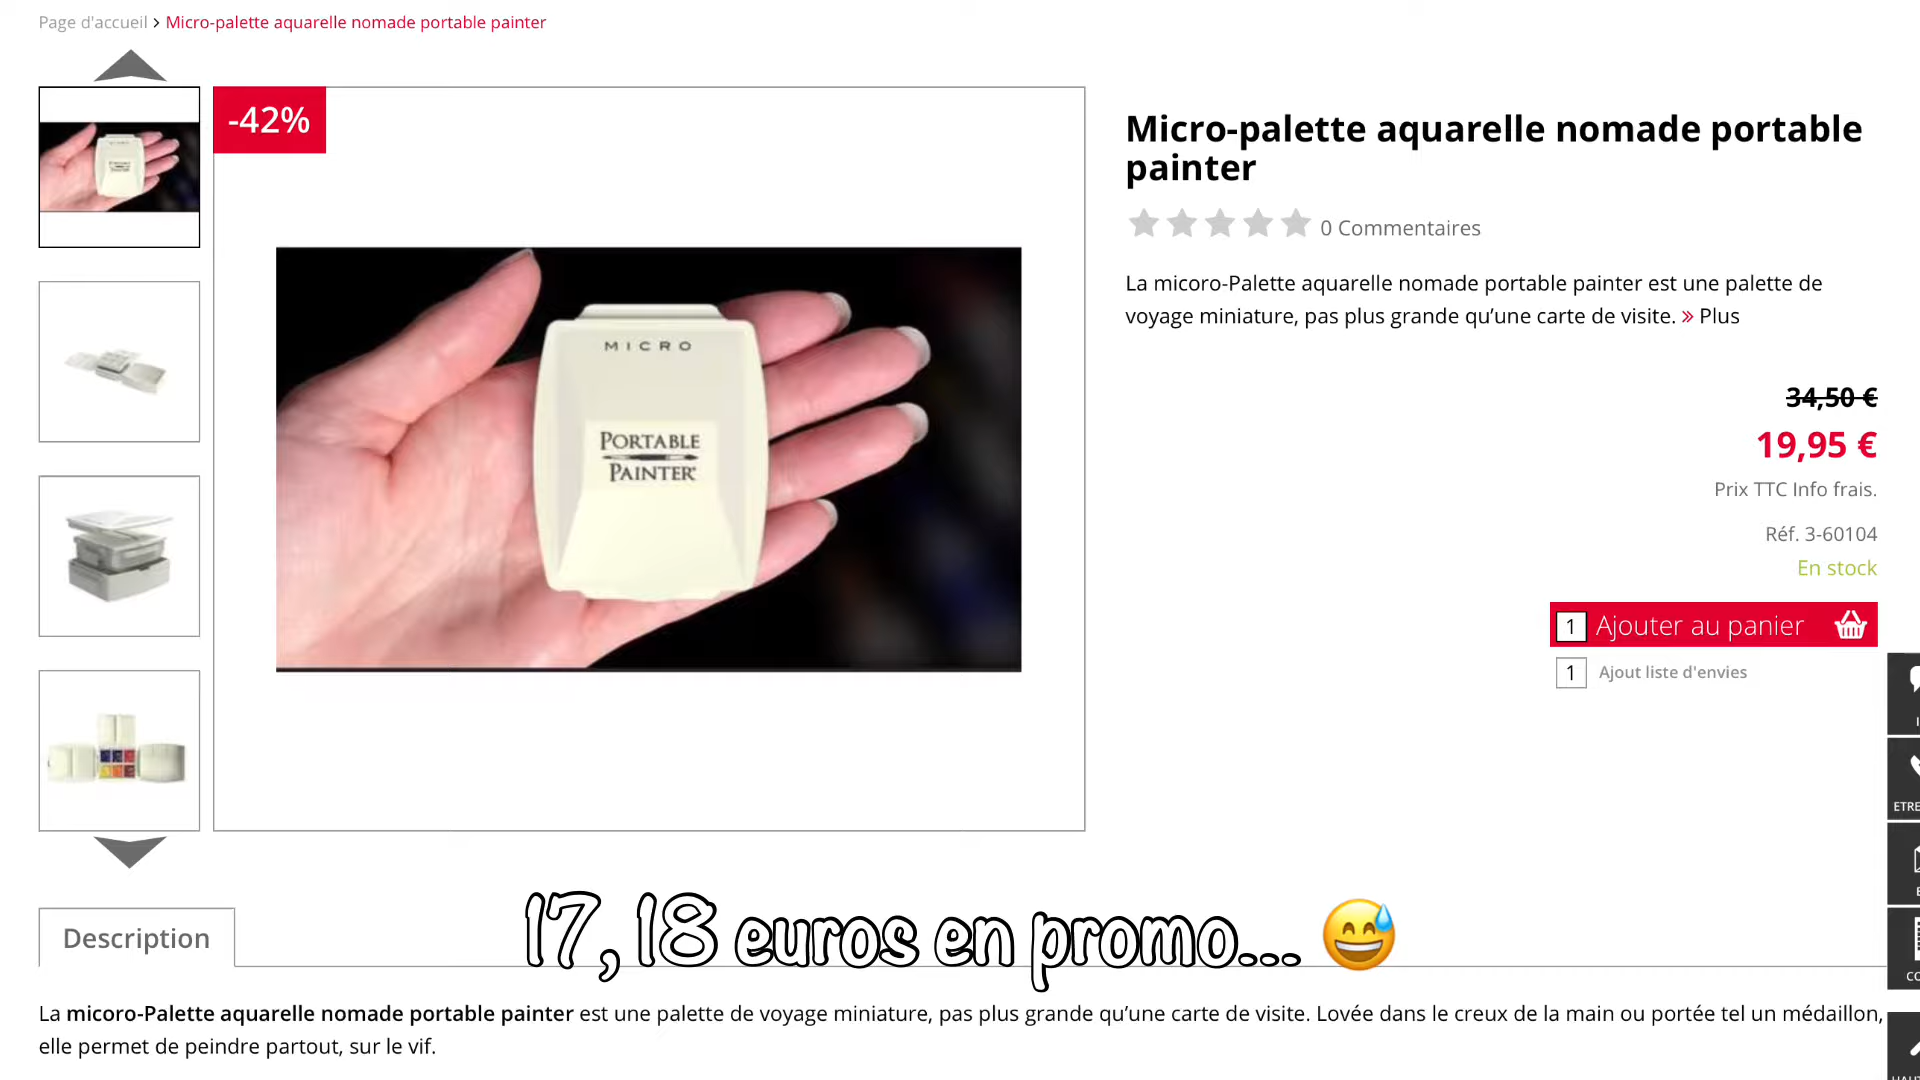 Page d'accueil › Micro-palette aquarelle nomade portable painter
-42%
MICRO
PORTABLE
PAINTER®
Micro-palette aquarelle nomade portable
painter
0 Commentaires
La micoro-Palette aquarelle nomade portable painter est une palette de
voyage miniature, pas plus grande qu’une carte de visite. » Plus
34,50 €
19,95 €
Prix TTC Info frais.
Réf. 3-60104
En stock
1 Ajouter au panier
1 Ajout liste d'envies
ETRE
CO
17,18 euros en promo... 😅
Description
La micoro-Palette aquarelle nomade portable painter est une palette de voyage miniature, pas plus grande qu’une carte de visite. Lovée dans le creux de la main ou portée tel un médaillon,
elle permet de peindre partout, sur le vif.